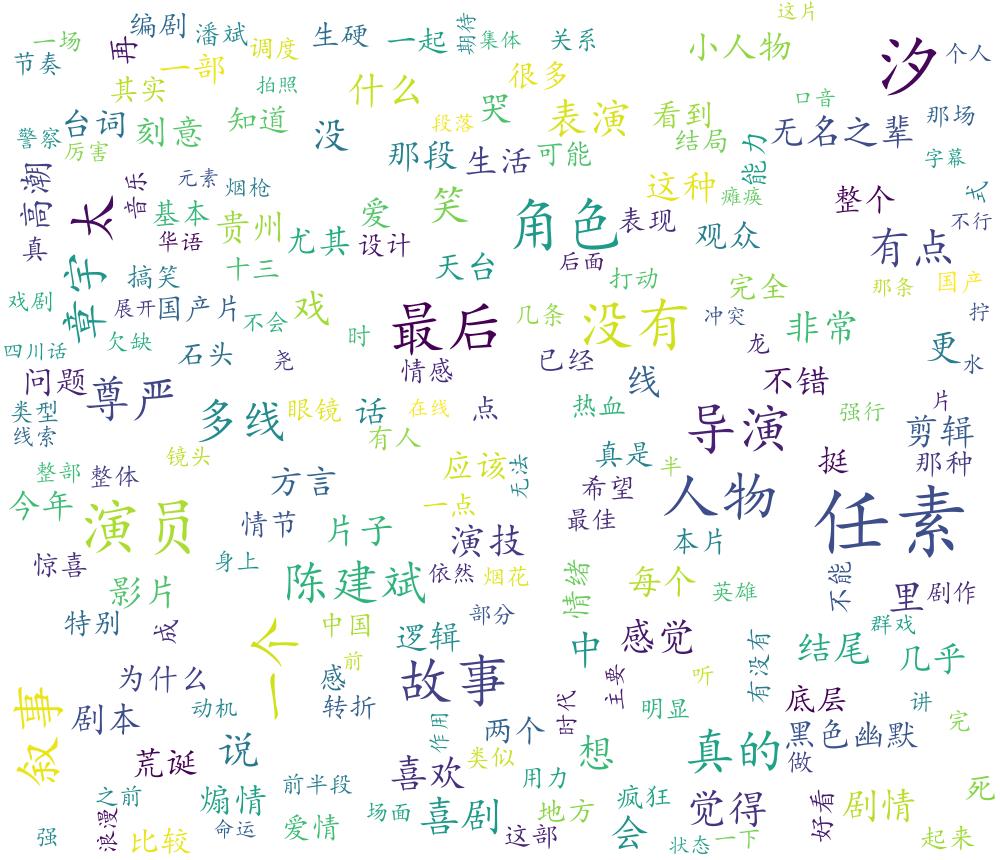 这片
一场
编剧
潘斌
调度
生硬
一起
期待
集体
关系
小人物
汐
个人
节奏
再
一部
其实
拍照
什么
很多
哭
表演
看到
口音
那场
警察
台词
刻意
知道
没
段落
结局
能力
无名之辈
厉害
那段
生活
可能
字幕
高潮
音乐
元素
烟枪
这种
瘫痪
整个
式
太
基本
贵州
爱
笑
角色
表现
观众
有点
不行
真
华语
尤其
设计
后面
章宇
搞笑
十三
天台
打动
完全
那条
国产
戏剧
展开
国产片
不会
戏
时
最后
几条
没有
冲突
非常
拧
四川话
欠缺
石头
尧
情感
已经
龙
更
水
问题
尊严
线
不错
类型
多线
眼镜
话
在线
点
热血
导演
强行
片
线索
有人
剪辑
镜头
真是
半
挺
那种
整部
整体
方言
应该
无法
希望
人物
任素
今年
演员
情节
片子
一点
最佳
演技
本片
惊喜
身上
陈建斌
依然
烟花
情绪
每个
英雄
不能
里
剧作
影片
特别
成
一个
中国
逻辑
部分
中
感觉
有没有
结尾
群戏
几乎
为什么
感
前
故事
主要
听
叙事
剧本
动机
转折
作用
两个
时代
明显
底层
讲
完
荒诞
说
喜欢
类似
想
真的
黑色幽默
做
之前
煽情
前半段
用力
疯狂
死
浪漫
强
比较
命运
爱情
场面
喜剧
这部
地方
会
觉得
状态
一下
好看
剧情
起来